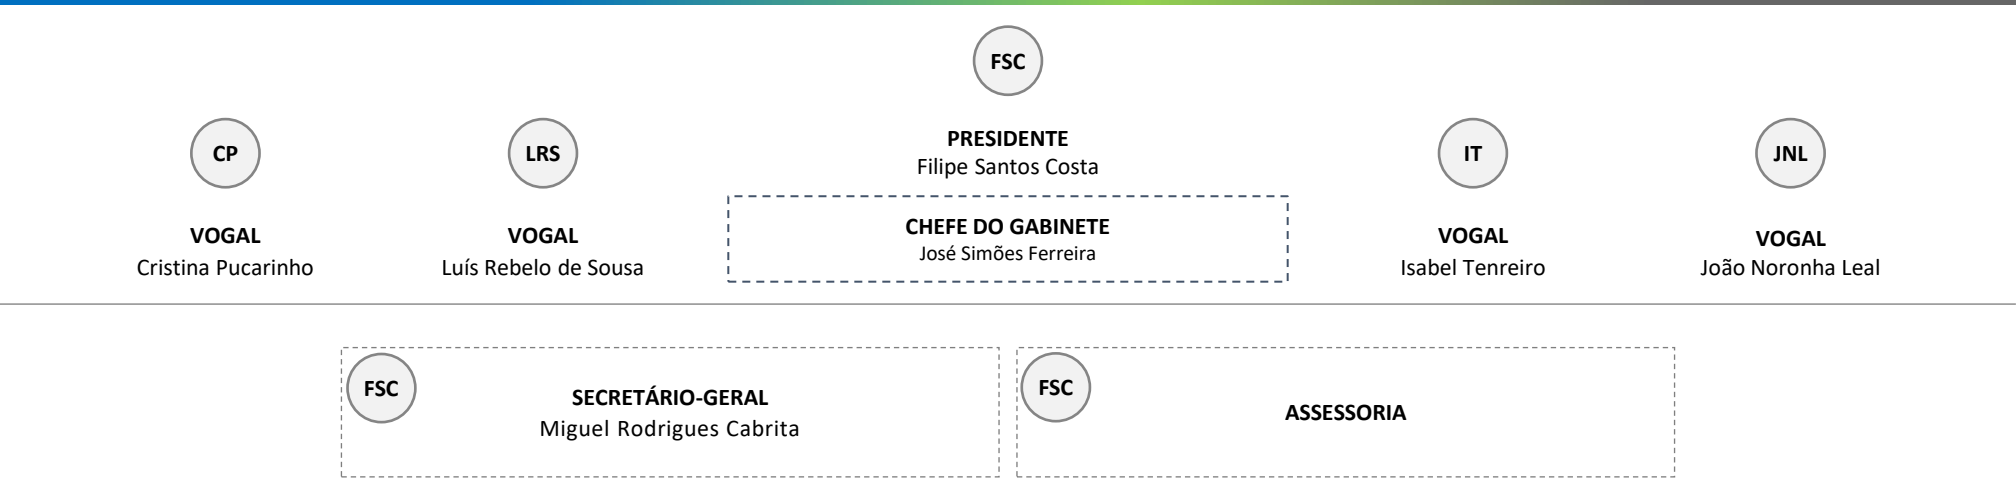 FSC
PRESIDENTE
Filipe Santos Costa
CHEFE DO GABINETE
José Simões Ferreira
CP
VOGAL
Cristina Pucarinho
LRS
VOGAL
Luís Rebelo de Sousa
IT
VOGAL
Isabel Tenreiro
JNL
VOGAL
João Noronha Leal
FSC
SECRETÁRIO-GERAL
Miguel Rodrigues Cabrita
FSC
ASSESSORIA